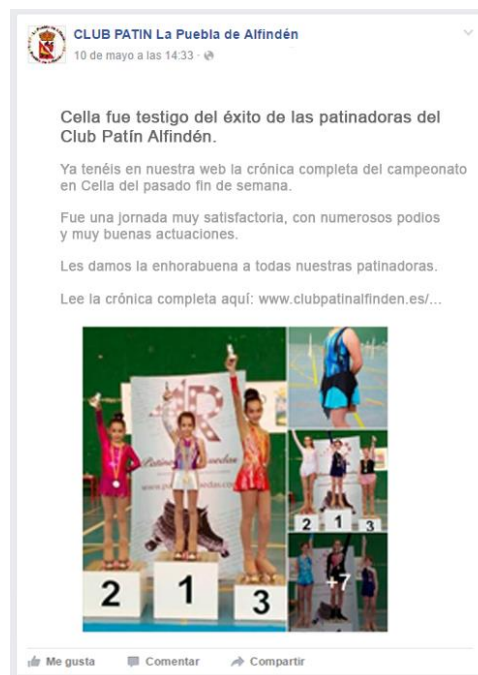 CLUB PATIN La Puebla de Alfindén
10 de mayo a las 14:33 ·
Cella fue testigo del éxito de las patinadoras del
Club Patín Alfindén.
Ya tenéis en nuestra web la crónica completa del campeonato
en Cella del pasado fin de semana.
Fue una jornada muy satisfactoria, con numerosos podios
y muy buenas actuaciones.
Les damos la enhorabuena a todas nuestras patinadoras.
Lee la crónica completa aquí: www.clubpatinalfinden.es/...
R
2 1 3
2 1 3
+7
Me gusta Comentar Compartir